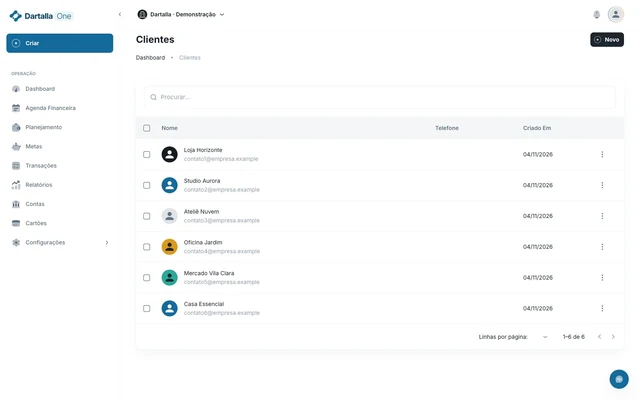 Dartalla One
Dartalla · Demonstração
Criar
OPERAÇÃO
Dashboard
Agenda Financeira
Planejamento
Metas
Transações
Relatórios
Contas
Cartões
Configurações
Clientes
Novo
Dashboard • Clientes
Procurar...
Nome Telefone Criado Em
Loja Horizonte
contato1@empresa.example
04/11/2026
Studio Aurora
contato2@empresa.example
04/11/2026
Ateliê Nuvem
contato3@empresa.example
04/11/2026
Oficina Jardim
contato4@empresa.example
04/11/2026
Mercado Vila Clara
contato5@empresa.example
04/11/2026
Casa Essencial
contato6@empresa.example
04/11/2026
Linhas por página: 1–6 de 6